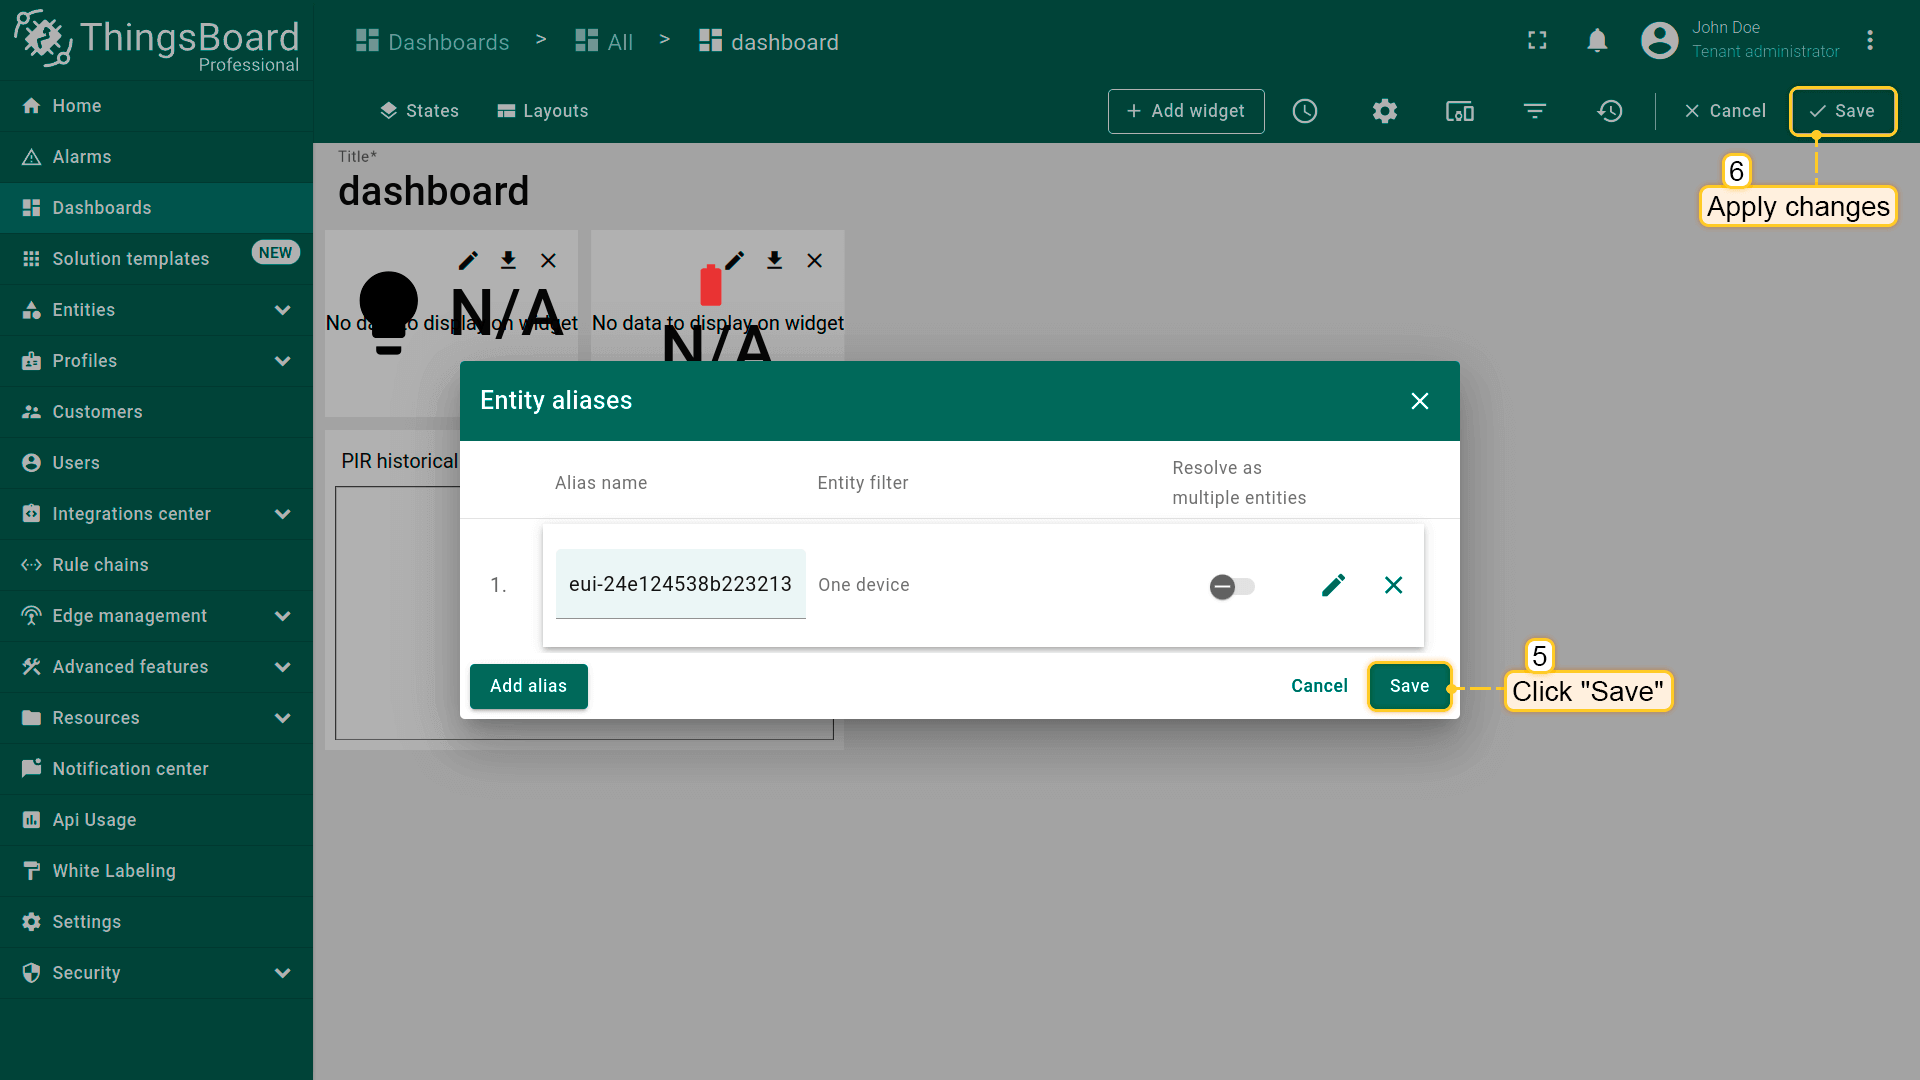 ThingsBoard
Professional
Dashboards > All > dashboard
John Doe
Tenant administrator
Home
Alarms
Dashboards
Solution templates NEW
Entities
Profiles
Customers
Users
Integrations center
Rule chains
Edge management
Advanced features
Resources
Notification center
Api Usage
White Labeling
Settings
Security
States Layouts + Add widget Cancel Save
6
Apply changes
Title*
dashboard
N/A
No data to display on widget
No data to display on widget
N/A
PIR historical
Entity aliases
Alias name Entity filter Resolve as
multiple entities
1. eui-24e124538b223213 One device
Add alias Cancel Save
5
Click "Save"